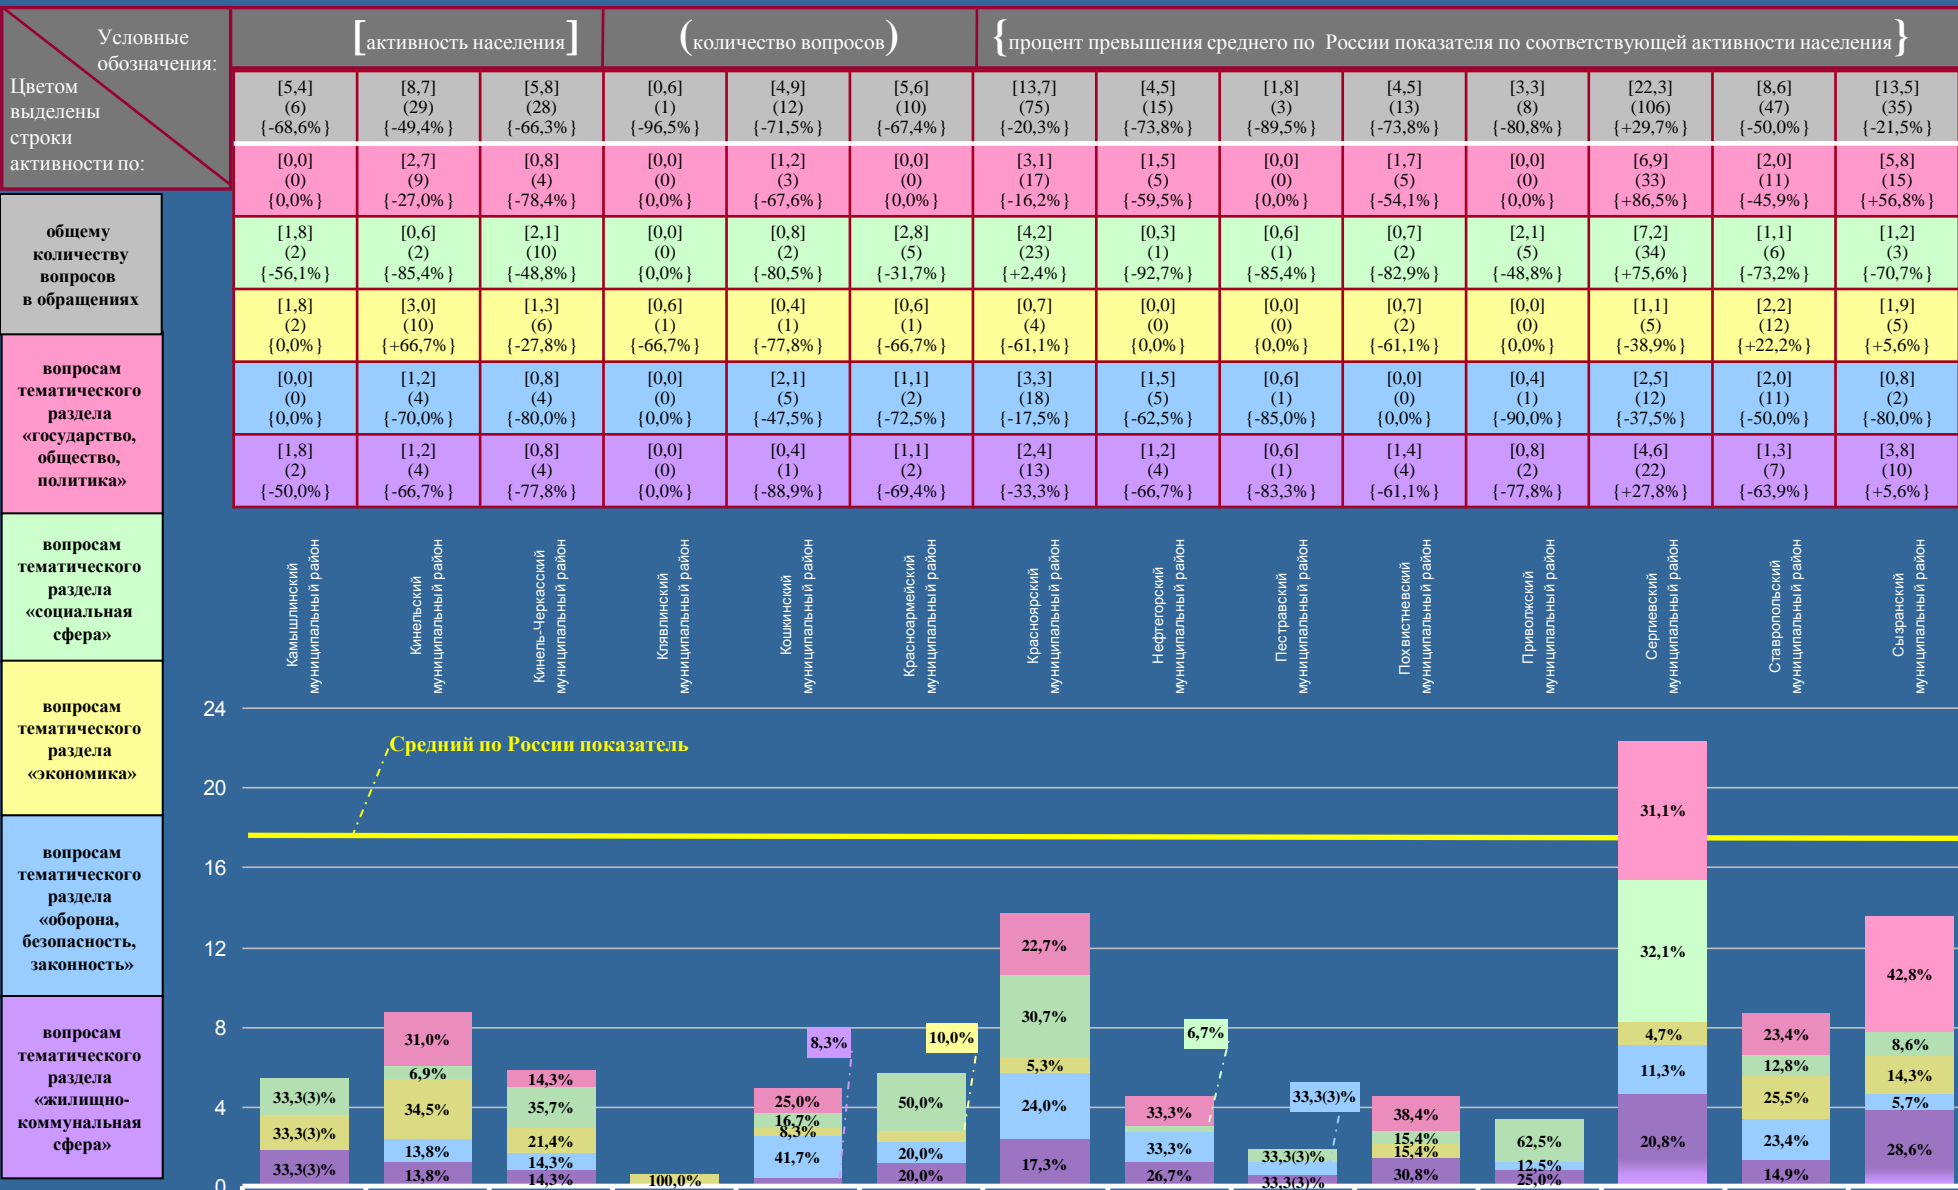 Условные
обозначения:
Цветом
выделены
строки
активности по:
[активность населения]
(количество вопросов)
{процент превышения среднего по России показателя по соответствующей активности населения}
[5,4] [8,7] [5,8] [0,6] [4,9] [5,6] [13,7] [4,5] [1,8] [4,5] [3,3] [22,3] [8,6] [13,5]
(6) (29) (28) (1) (12) (10) (75) (15) (3) (13) (8) (106) (47) (35)
{-68,6%} {-49,4%} {-66,3%} {-96,5%} {-71,5%} {-67,4%} {-20,3%} {-73,8%} {-89,5%} {-73,8%} {-80,8%} {+29,7%} {-50,0%} {-21,5%}
[0,0] [2,7] [0,8] [0,0] [1,2] [0,0] [3,1] [1,5] [0,0] [1,7] [0,0] [6,9] [2,0] [5,8]
(0) (9) (4) (0) (3) (0) (17) (5) (0) (5) (0) (33) (11) (15)
{0,0%} {-27,0%} {-78,4%} {0,0%} {-67,6%} {0,0%} {-16,2%} {-59,5%} {0,0%} {-54,1%} {0,0%} {+86,5%} {-45,9%} {+56,8%}
[1,8] [0,6] [2,1] [0,0] [0,8] [2,8] [4,2] [0,3] [0,6] [0,7] [2,1] [7,2] [1,1] [1,2]
(2) (2) (10) (0) (2) (5) (23) (1) (1) (2) (5) (34) (6) (3)
{-56,1%} {-85,4%} {-48,8%} {0,0%} {-80,5%} {-31,7%} {+2,4%} {-92,7%} {-85,4%} {-82,9%} {-48,8%} {+75,6%} {-73,2%} {-70,7%}
[1,8] [3,0] [1,3] [0,6] [0,4] [0,6] [0,7] [0,0] [0,0] [0,7] [0,0] [1,1] [2,2] [1,9]
(2) (10) (6) (1) (1) (1) (4) (0) (0) (2) (0) (5) (12) (5)
{0,0%} {+66,7%} {-27,8%} {-66,7%} {-77,8%} {-66,7%} {-61,1%} {0,0%} {0,0%} {-61,1%} {0,0%} {-38,9%} {+22,2%} {+5,6%}
[0,0] [1,2] [0,8] [0,0] [2,1] [1,1] [3,3] [1,5] [0,6] [0,0] [0,4] [2,5] [2,0] [0,8]
(0) (4) (4) (0) (5) (2) (18) (5) (1) (0) (1) (12) (11) (2)
{0,0%} {-70,0%} {-80,0%} {0,0%} {-47,5%} {-72,5%} {-17,5%} {-62,5%} {-85,0%} {0,0%} {-90,0%} {-37,5%} {-50,0%} {-80,0%}
[1,8] [1,2] [0,8] [0,0] [0,4] [1,1] [2,4] [1,2] [0,6] [1,4] [0,8] [4,6] [1,3] [3,8]
(2) (4) (4) (0) (1) (2) (13) (4) (1) (4) (2) (22) (7) (10)
{-50,0%} {-66,7%} {-77,8%} {0,0%} {-88,9%} {-69,4%} {-33,3%} {-66,7%} {-83,3%} {-61,1%} {-77,8%} {+27,8%} {-63,9%} {+5,6%}
общему
количеству
вопросов
в обращениях
вопросам
тематического
раздела
«государство,
общество,
политика»
вопросам
тематического
раздела
«социальная
сфера»
вопросам
тематического
раздела
«экономика»
вопросам
тематического
раздела
«оборона,
безопасность,
законность»
вопросам
тематического
раздела
«жилищно-
коммунальная
сфера»
Камышлинский
муниципальный район
Кинельский
муниципальный район
Кинель-Черкасский
муниципальный район
Клявлинский
муниципальный район
Кошкинский
муниципальный район
Красноармейский
муниципальный район
Красноярский
муниципальный район
Нефтегорский
муниципальный район
Пестравский
муниципальный район
Похвистневский
муниципальный район
Приволжский
муниципальный район
Сергиевский
муниципальный район
Ставропольский
муниципальный район
Сызранский
муниципальный район
24
20
16
12
8
4
0
Средний по России показатель
33,3(3)%
33,3(3)%
33,3(3)%
31,0%
6,9%
34,5%
13,8%
13,8%
14,3%
35,7%
21,4%
14,3%
14,3%
100,0%
8,3%
25,0%
16,7%
8,3%
41,7%
10,0%
50,0%
20,0%
20,0%
22,7%
30,7%
5,3%
24,0%
17,3%
6,7%
33,3%
33,3%
26,7%
33,3(3)%
33,3(3)%
33,3(3)%
38,4%
15,4%
15,4%
30,8%
62,5%
12,5%
25,0%
31,1%
32,1%
4,7%
11,3%
20,8%
23,4%
12,8%
25,5%
23,4%
14,9%
42,8%
8,6%
14,3%
5,7%
28,6%